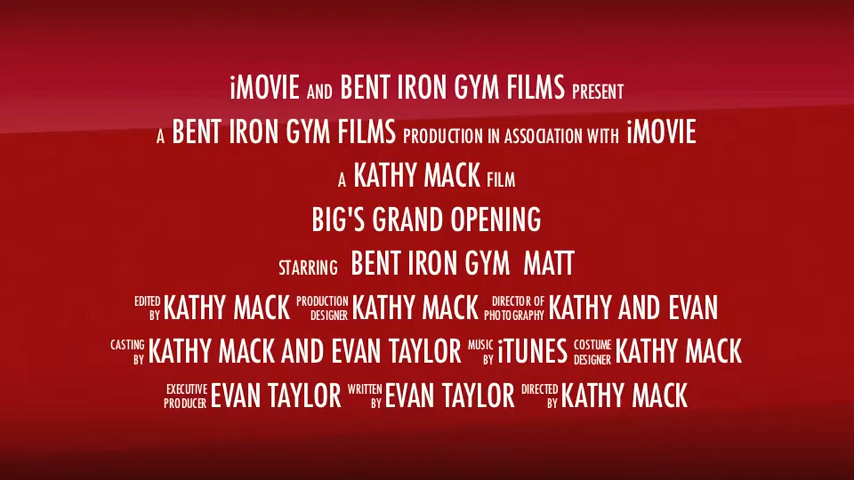 iMOVIE AND BENT IRON GYM FILMS PRESENT
A BENT IRON GYM FILMS PRODUCTION IN ASSOCIATION WITH iMOVIE
A KATHY MACK FILM
BIG'S GRAND OPENING
STARRING BENT IRON GYM MATT
EDITED BY KATHY MACK PRODUCTION DESIGNER KATHY MACK DIRECTOR OF PHOTOGRAPHY KATHY AND EVAN
CASTING BY KATHY MACK AND EVAN TAYLOR MUSIC BY iTUNES COSTUME DESIGNER KATHY MACK
EXECUTIVE PRODUCER EVAN TAYLOR WRITTEN BY EVAN TAYLOR DIRECTED BY KATHY MACK